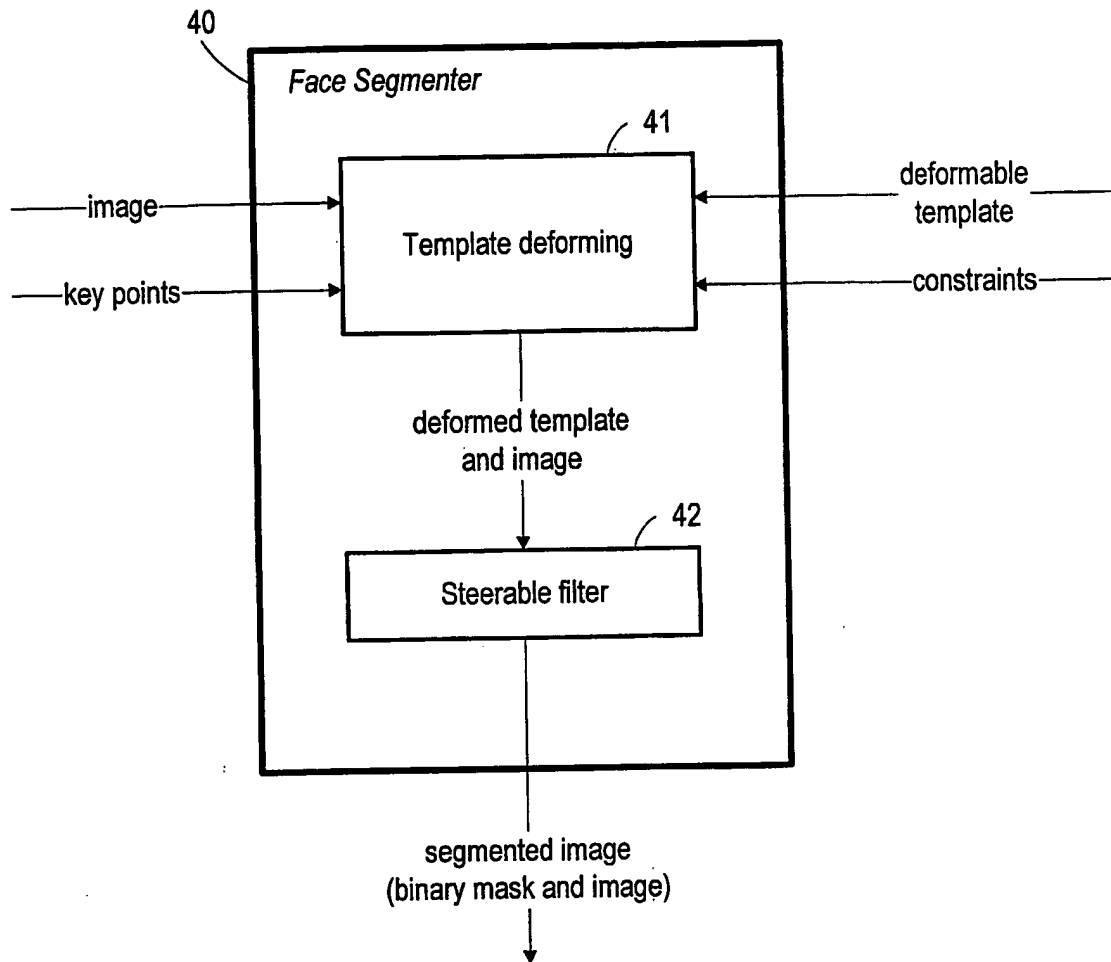 40
Face Segmenter
41
image
deformable
template
Template deforming
key points
constraints
deformed template
and image
42
Steerable filter
segmented image
(binary mask and image)